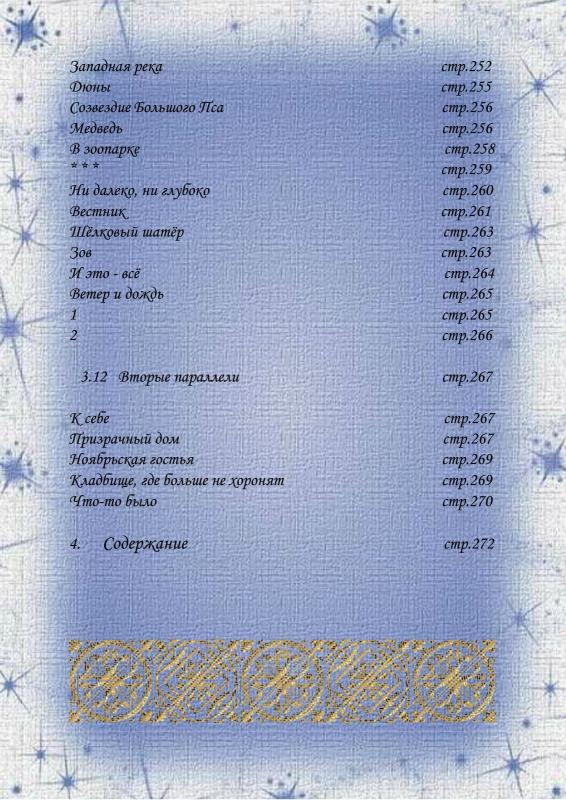 Западная река стр.252
Дюны стр.255
Созвездие Большого Пса стр.256
Медведь стр.256
В зоопарке стр.258
* * * стр.259
Ни далеко, ни глубоко стр.260
Вестник стр.261
Шёлковый шатёр стр.263
Зов стр.263
И это - всё стр.264
Ветер и дождь стр.265
1 стр.265
2 стр.266
3.12 Вторые параллели стр.267
К себе стр.267
Призрачный дом стр.267
Ноябрьская гостья стр.269
Кладбище, где больше не хоронят стр.269
Что-то было стр.270
4. Содержание стр.272